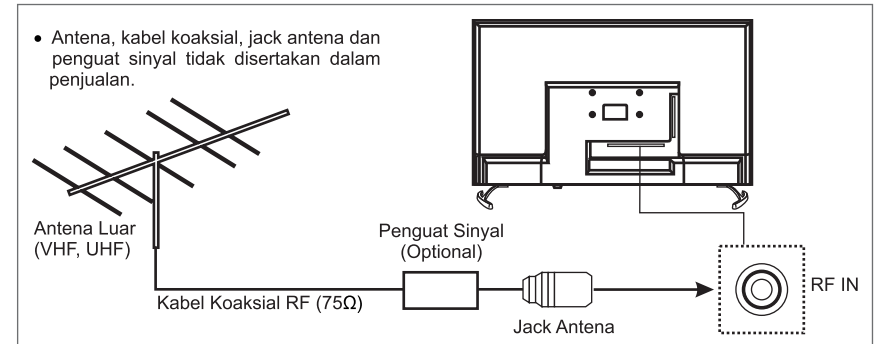 • Antena, kabel koaksial, jack antena dan
penguat sinyal tidak disertakan dalam
penjualan.
Antena Luar
(VHF, UHF)
Penguat Sinyal
(Optional)
RF IN
Kabel Koaksial RF (75Ω)
Jack Antena